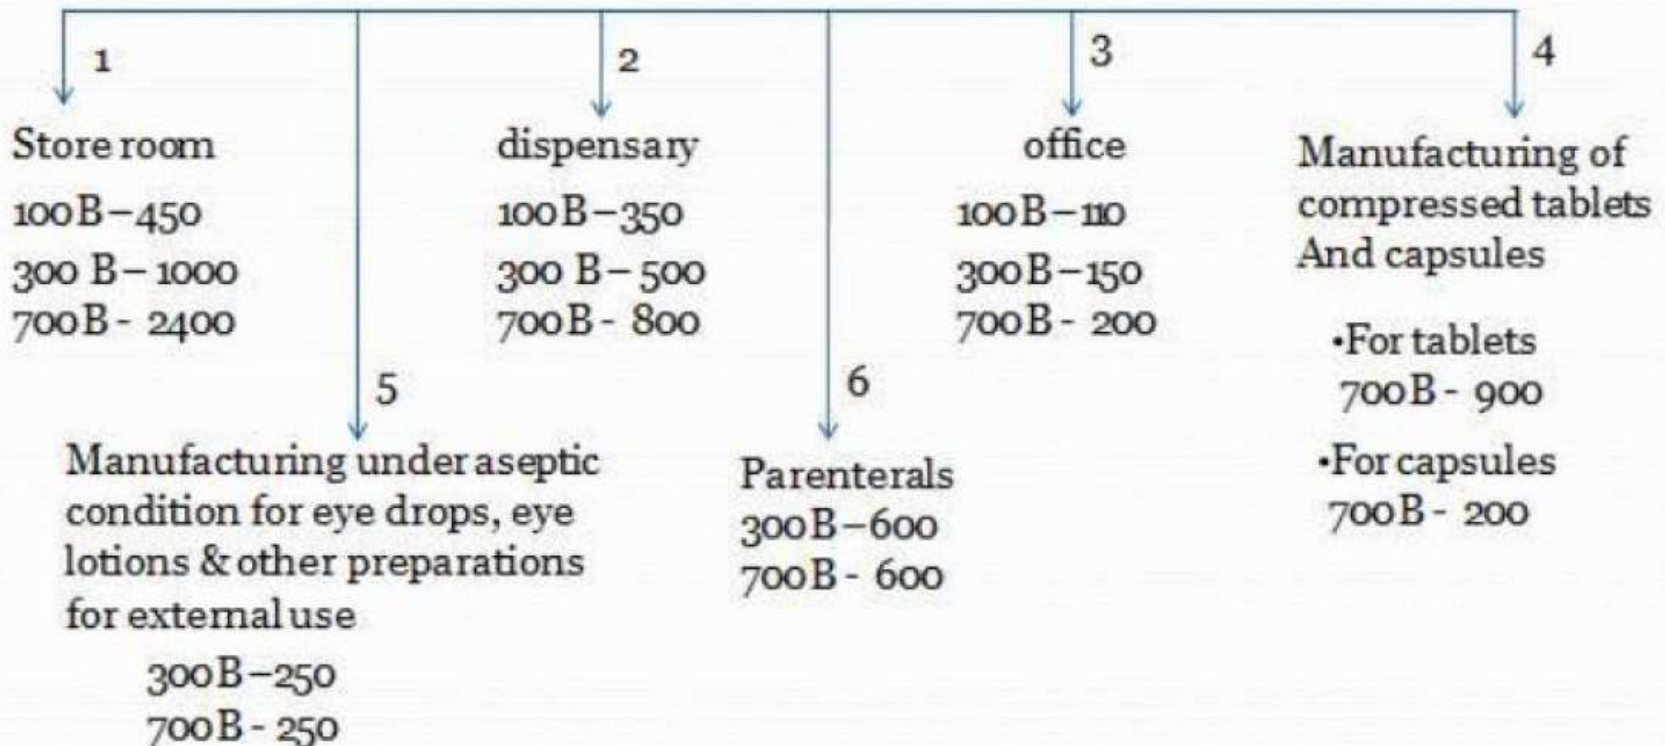 1
Store room
100B–450
300 B–1000
700B- 2400
2
dispensary
100B–350
300 B–500
700B- 800
3
office
100B–110
300B–150
700B- 200
4
Manufacturing of
compressed tablets
And capsules
•For tablets
700B- 900
•For capsules
700B- 200
5
Manufacturing under aseptic
condition for eye drops, eye
lotions & other preparations
for external use
300B–250
700B- 250
6
Parenterals
300B–600
700B- 600